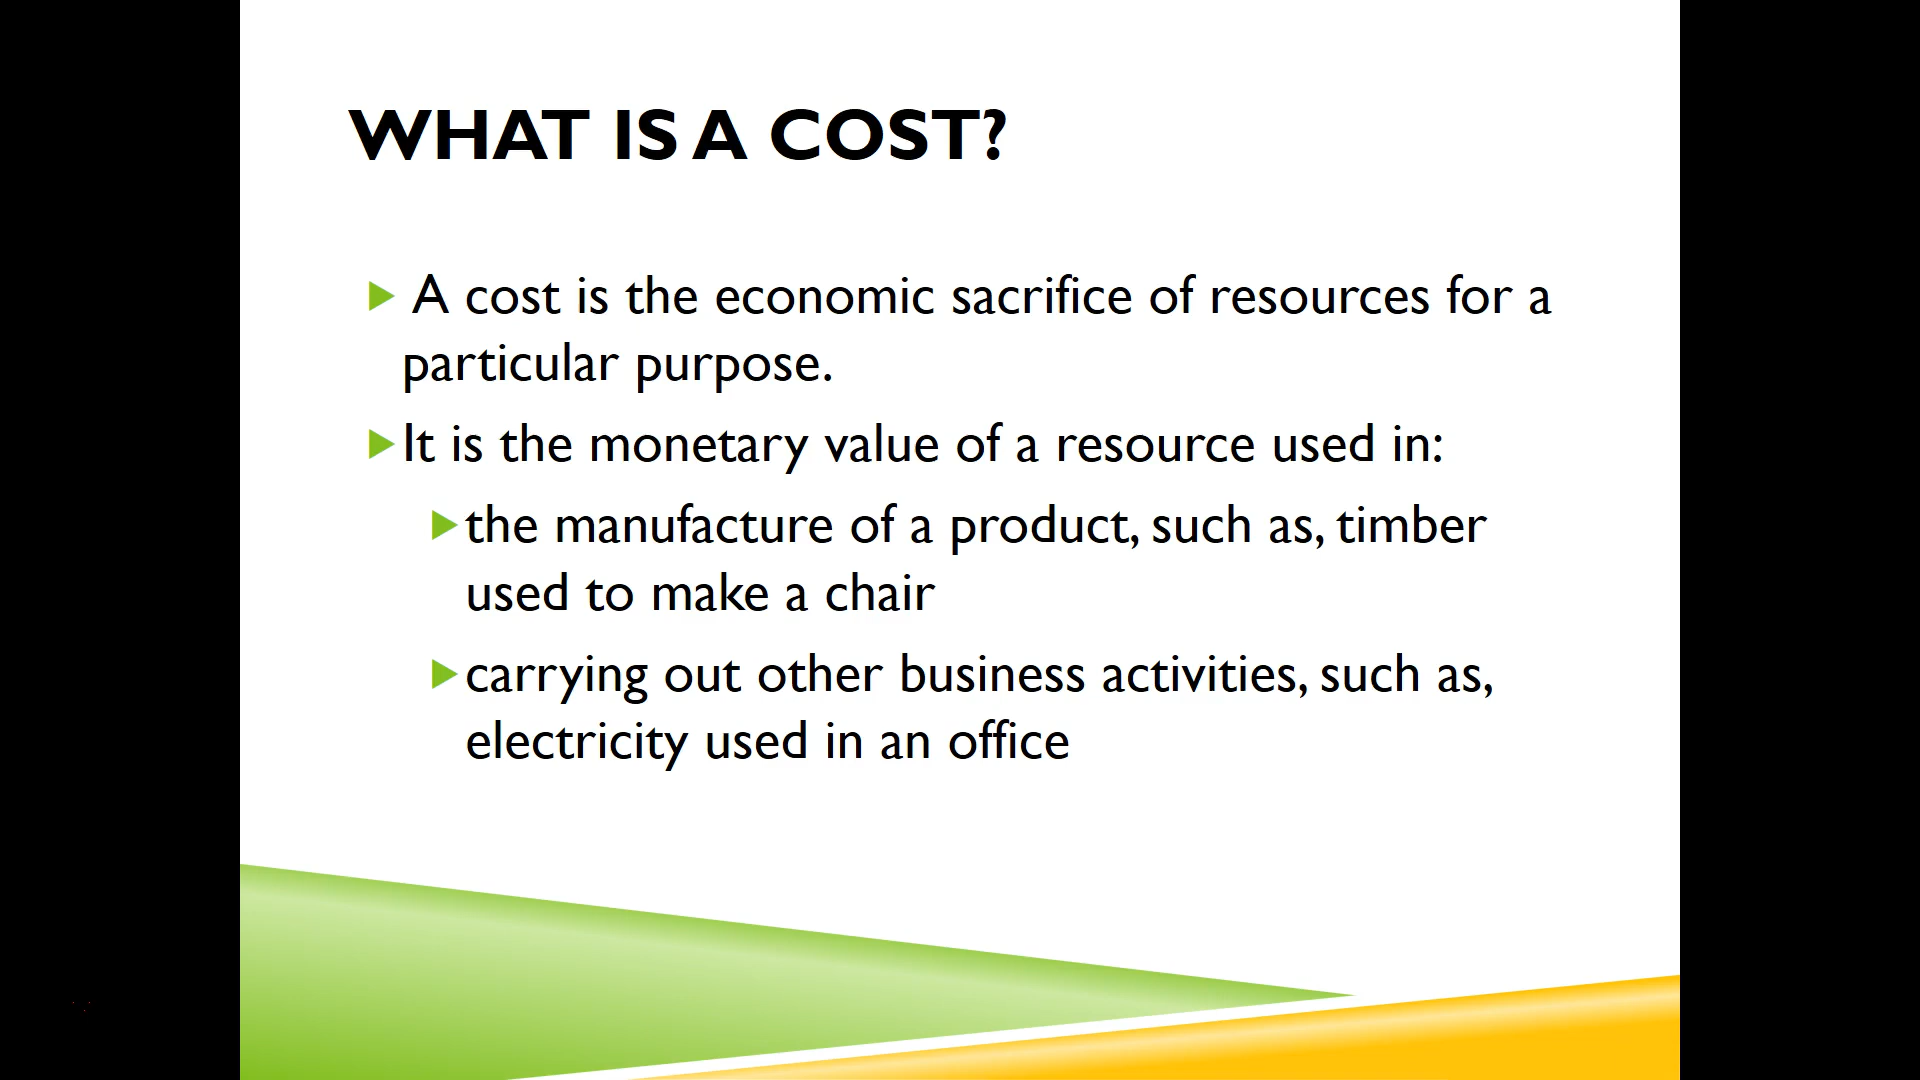 WHAT IS A COST?
A cost is the economic sacrifice of resources for a
particular purpose.
It is the monetary value of a resource used in:
the manufacture of a product, such as, timber
used to make a chair
carrying out other business activities, such as,
electricity used in an office